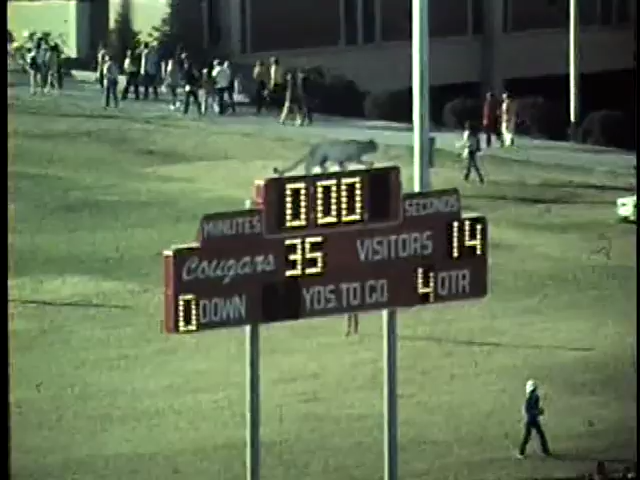 0:00
MINUTES SECONDS
Cougars 35 VISITORS 14
0 DOWN YDS TO GO 4 QTR